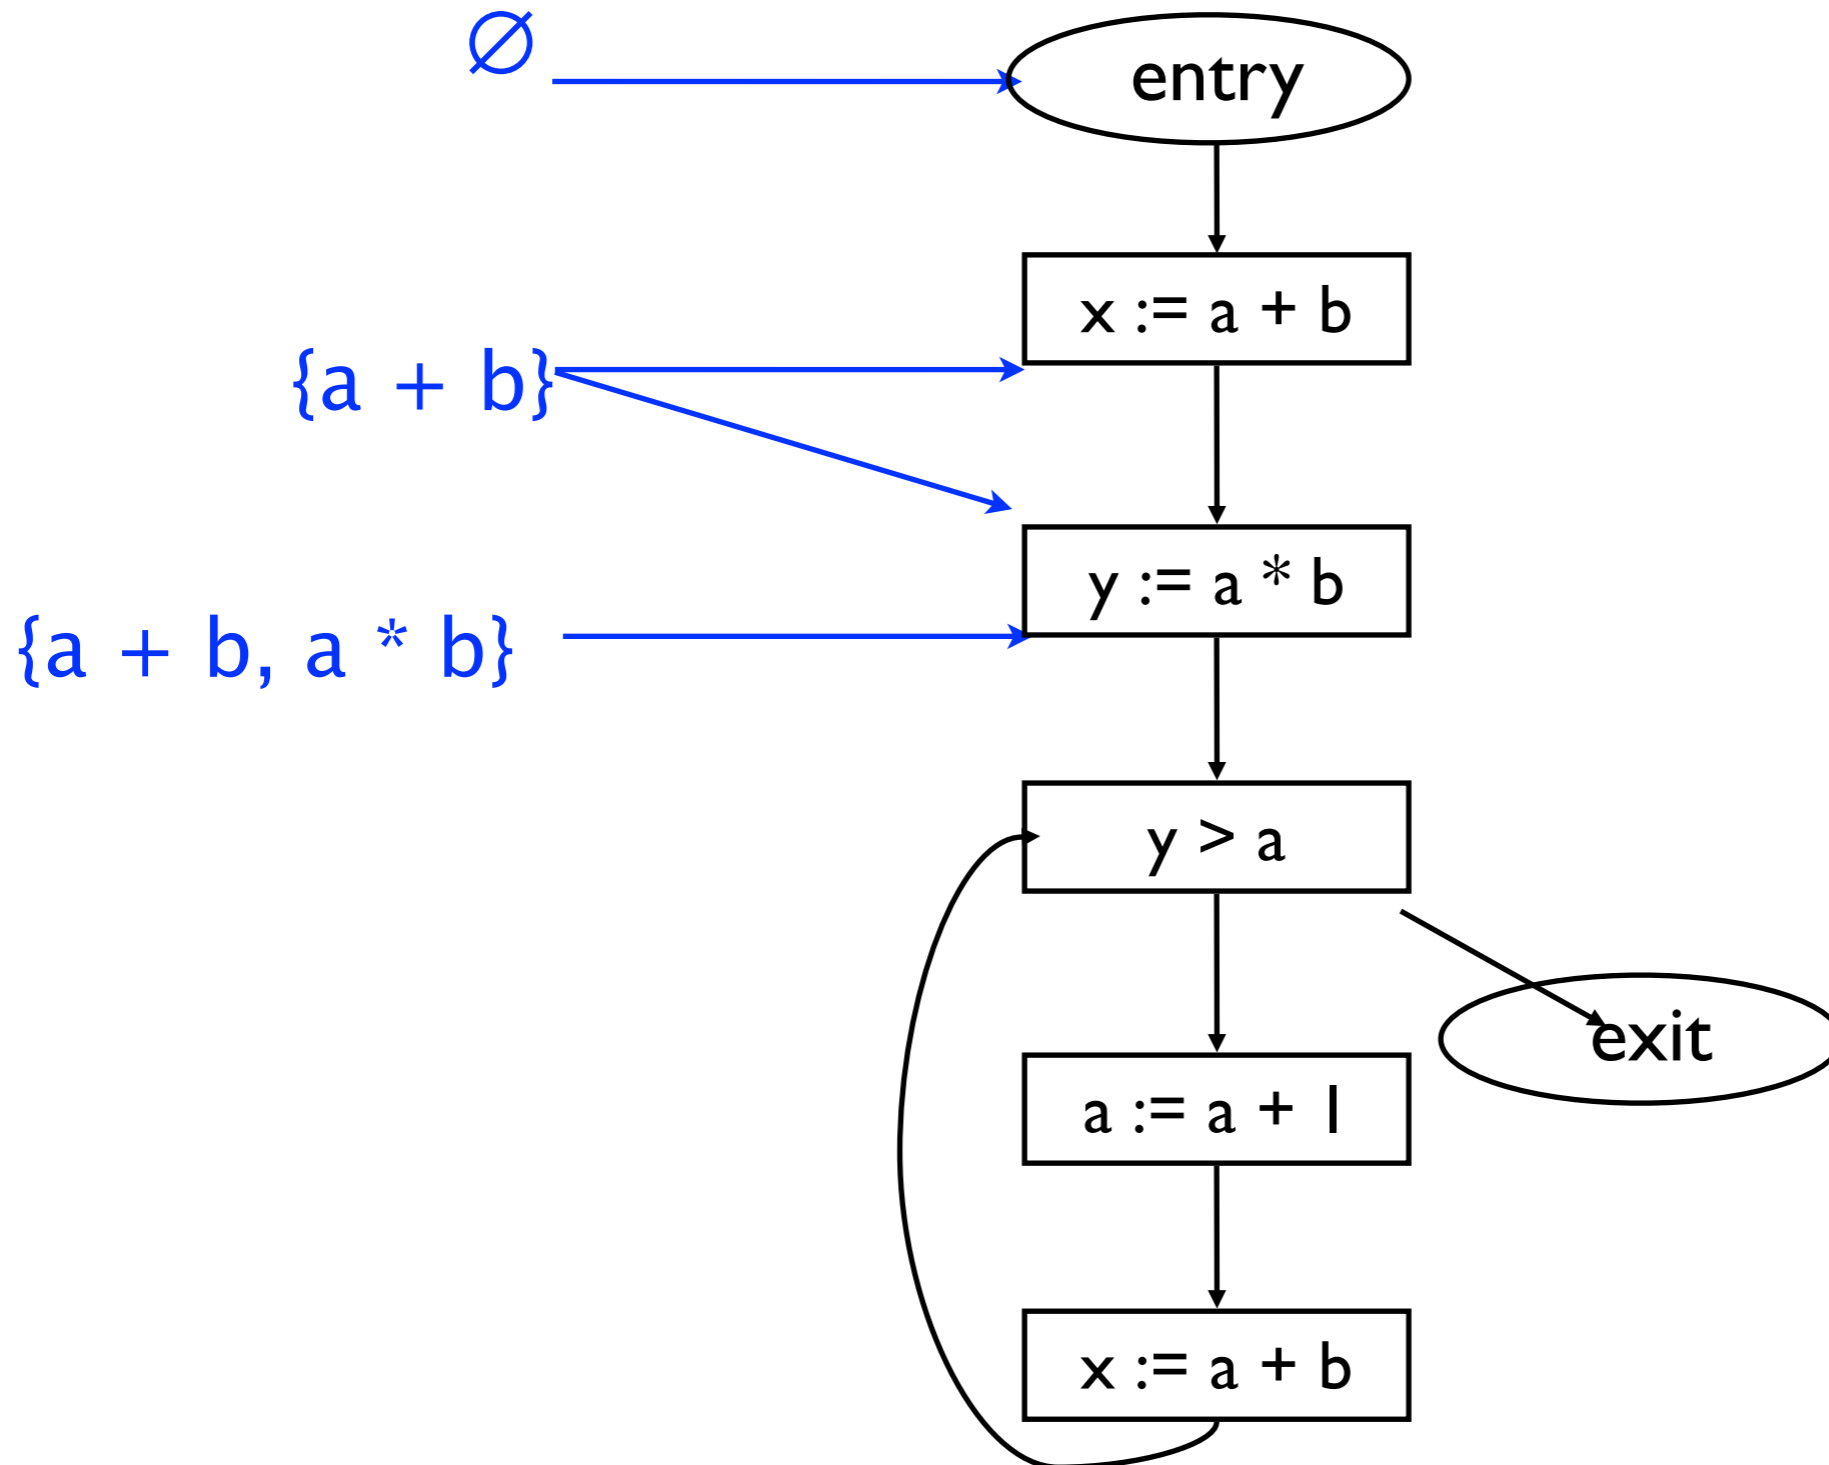 ∅
entry
x := a + b
{a + b}
y := a * b
{a + b, a * b}
y > a
exit
a := a + 1
x := a + b